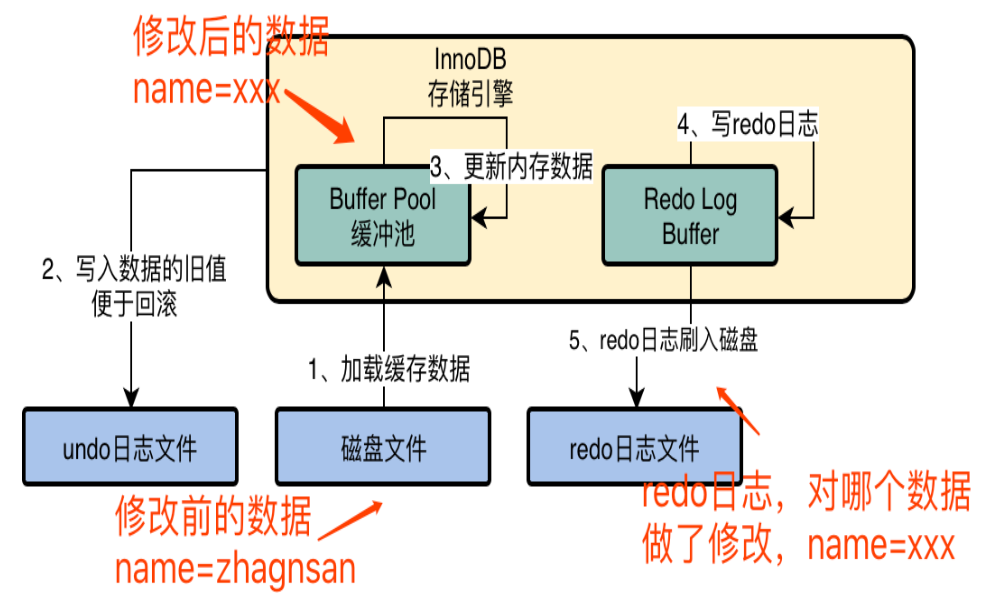 修改后的数据
name=xxx
InnoDB
存储引擎
4、写redo日志
3、更新内存数据
Buffer Pool
缓冲池
Redo Log
Buffer
2、写入数据的旧值
便于回滚
5、redo日志刷入磁盘
1、加载缓存数据
undo日志文件
磁盘文件
redo日志文件
修改前的数据
name=zhagnsan
redo日志，对哪个数据
做了修改，name=xxx